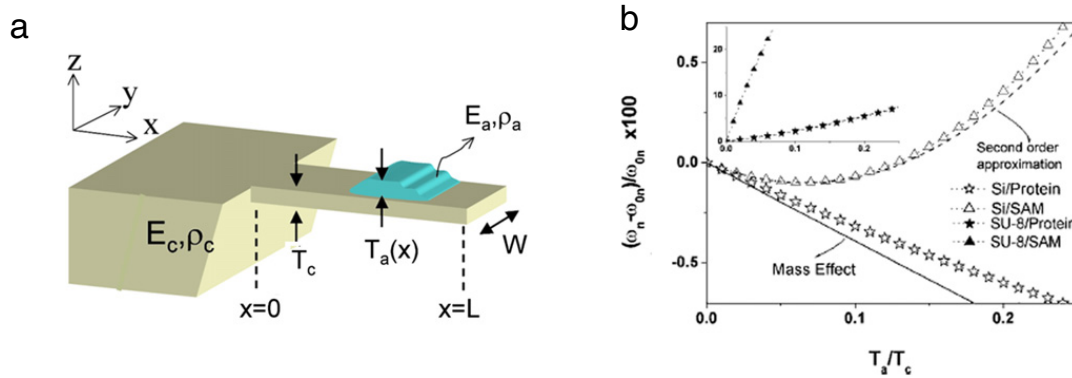 a
z
y
x
E_a,ρ_a
E_c,ρ_c
T_c
T_a(x)
W
x=0
x=L
b
(ω_n-ω_0n)/ω_0n x100
0.5
0.0
-0.5
20
10
0
0.0 0.1 0.2
Second order
approximation
Si/Protein
Si/SAM
SU-8/Protein
SU-8/SAM
Mass Effect
0.0 0.1 0.2
T_a/T_c